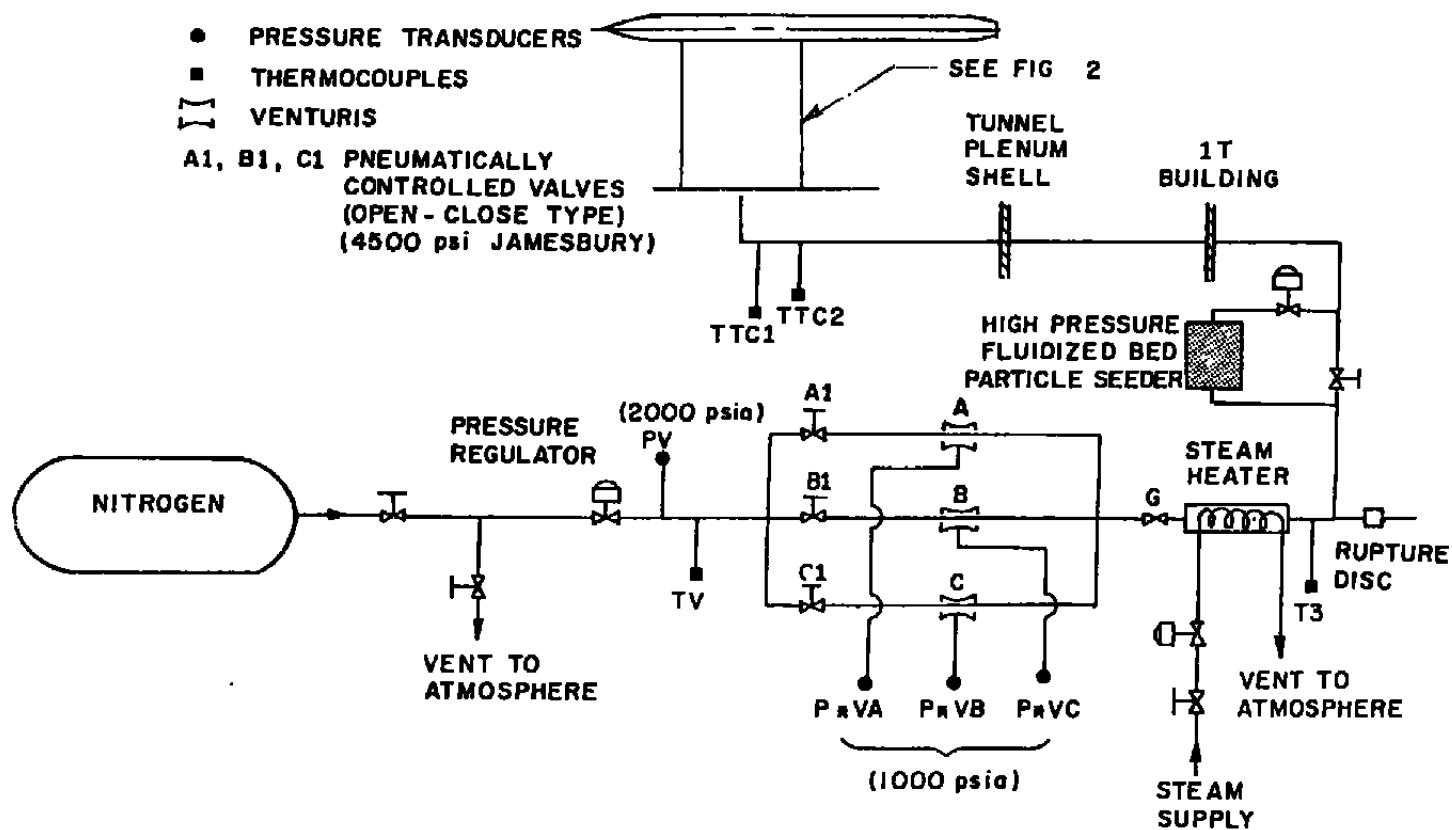 PRESSURE TRANSDUCERS
THERMOCOUPLES
VENTURIS
A1, B1, C1 PNEUMATICALLY
CONTROLLED VALVES
(OPEN - CLOSE TYPE)
(4500 psi JAMESBURY)
SEE FIG 2
TUNNEL
PLENUM
SHELL
1T
BUILDING
TTC1
TTC2
HIGH PRESSURE
FLUIDIZED BED
PARTICLE SEEDER
NITROGEN
PRESSURE
REGULATOR
(2000 psia)
PV
TV
VENT TO
ATMOSPHERE
A1
B1
C1
A
B
C
P*VA
P*VB
P*VC
(1000 psia)
G
STEAM
HEATER
RUPTURE
DISC
T3
VENT TO
ATMOSPHERE
STEAM
SUPPLY